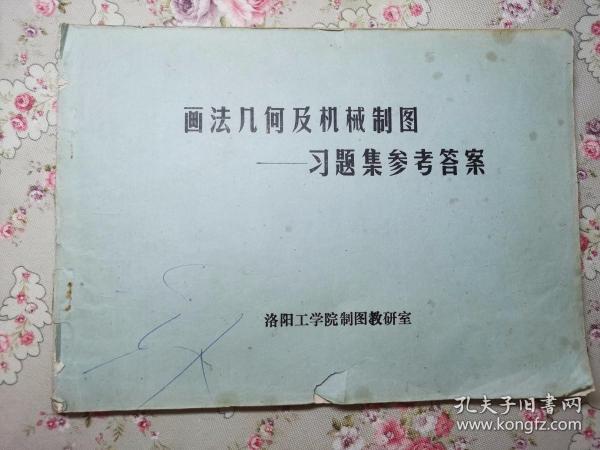 画法几何及机械制图
——习题集参考答案
洛阳工学院制图教研室
孔夫子旧书网
www.kongfz.com